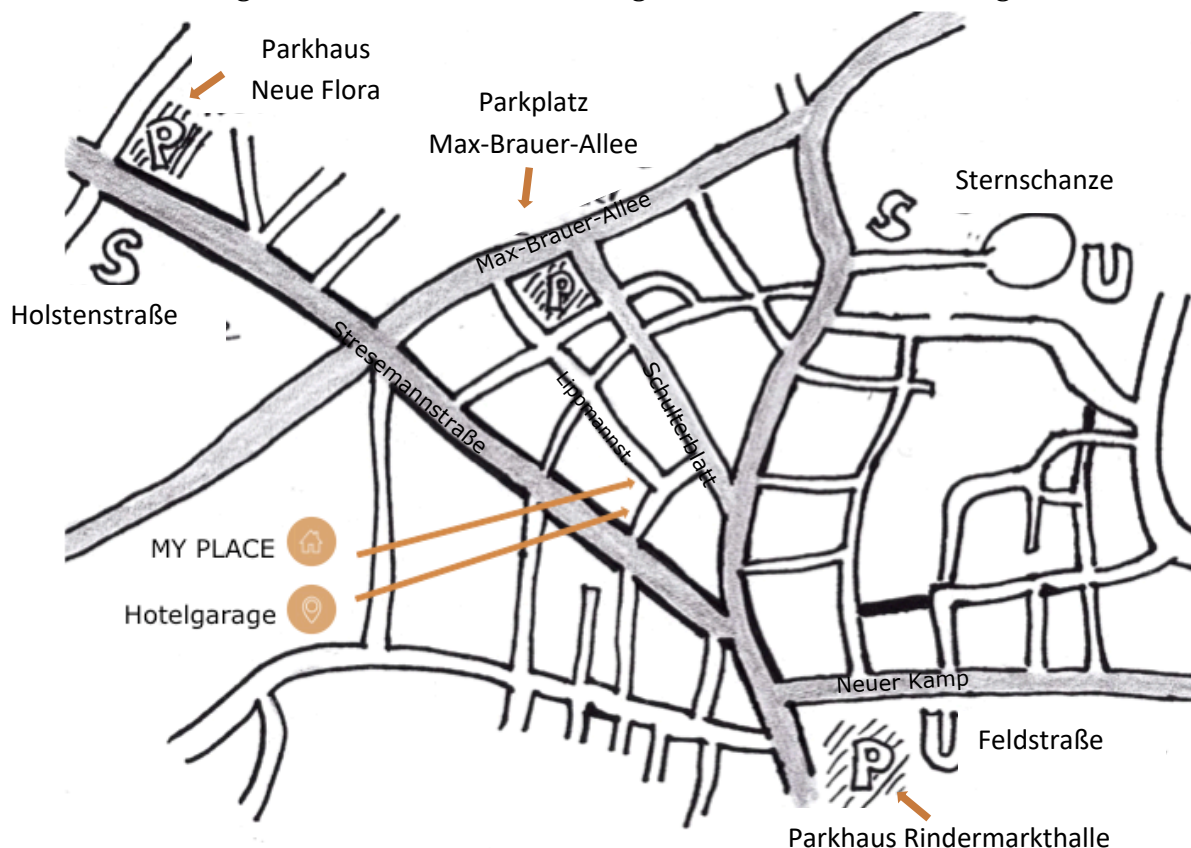 Parkhaus
Neue Flora
P
Parkplatz
Max-Brauer-Allee
Sternschanze
S
U
S
Holstenstraße
Max-Brauer-Allee
P
Stresemannstraße
Lippmannst.
Schulterblatt
MY PLACE
Hotelgarage
Neuer Kamp
P
U
Feldstraße
Parkhaus Rindermarkthalle